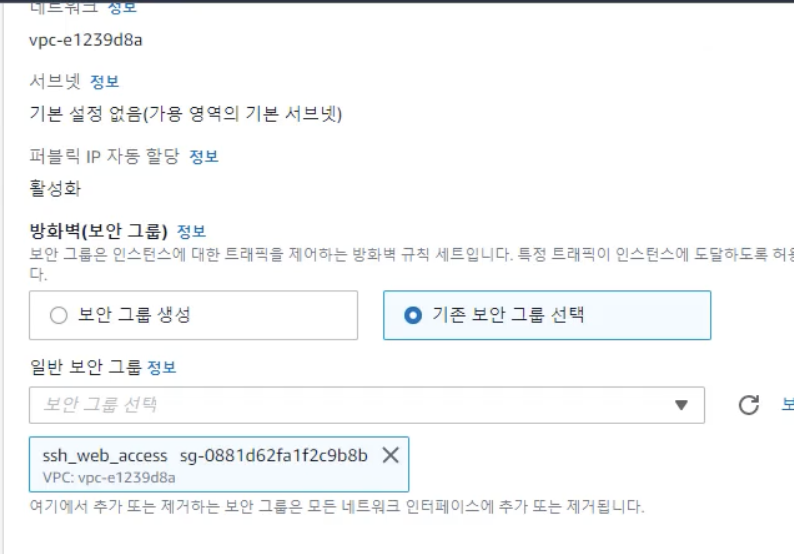 네트워크 정보
vpc-e1239d8a
서브넷 정보
기본 설정 없음(가용 영역의 기본 서브넷)
퍼블릭 IP 자동 할당 정보
활성화
방화벽(보안 그룹) 정보
보안 그룹은 인스턴스에 대한 트래픽을 제어하는 방화벽 규칙 세트입니다. 특정 트래픽이 인스턴스에 도달하도록 허용
다.
보안 그룹 생성 기존 보안 그룹 선택
일반 보안 그룹 정보
보안 그룹 선택 보
ssh_web_access sg-0881d62fa1f2c9b8b
VPC: vpc-e1239d8a
여기에서 추가 또는 제거하는 보안 그룹은 모든 네트워크 인터페이스에 추가 또는 제거됩니다.